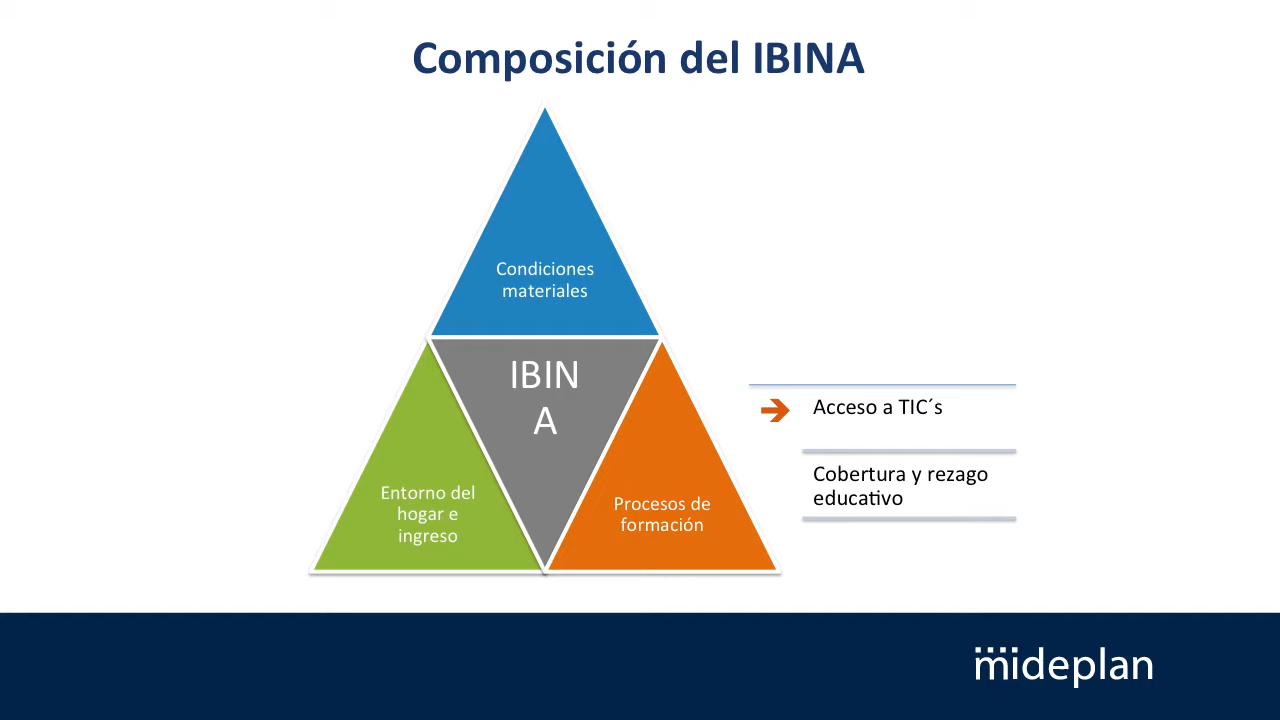 Composición del IBINA
Condiciones
materiales
IBIN
A
Entorno del
hogar e
ingreso
Procesos de
formación
Acceso a TIC´s
Cobertura y rezago
educativo
mideplan